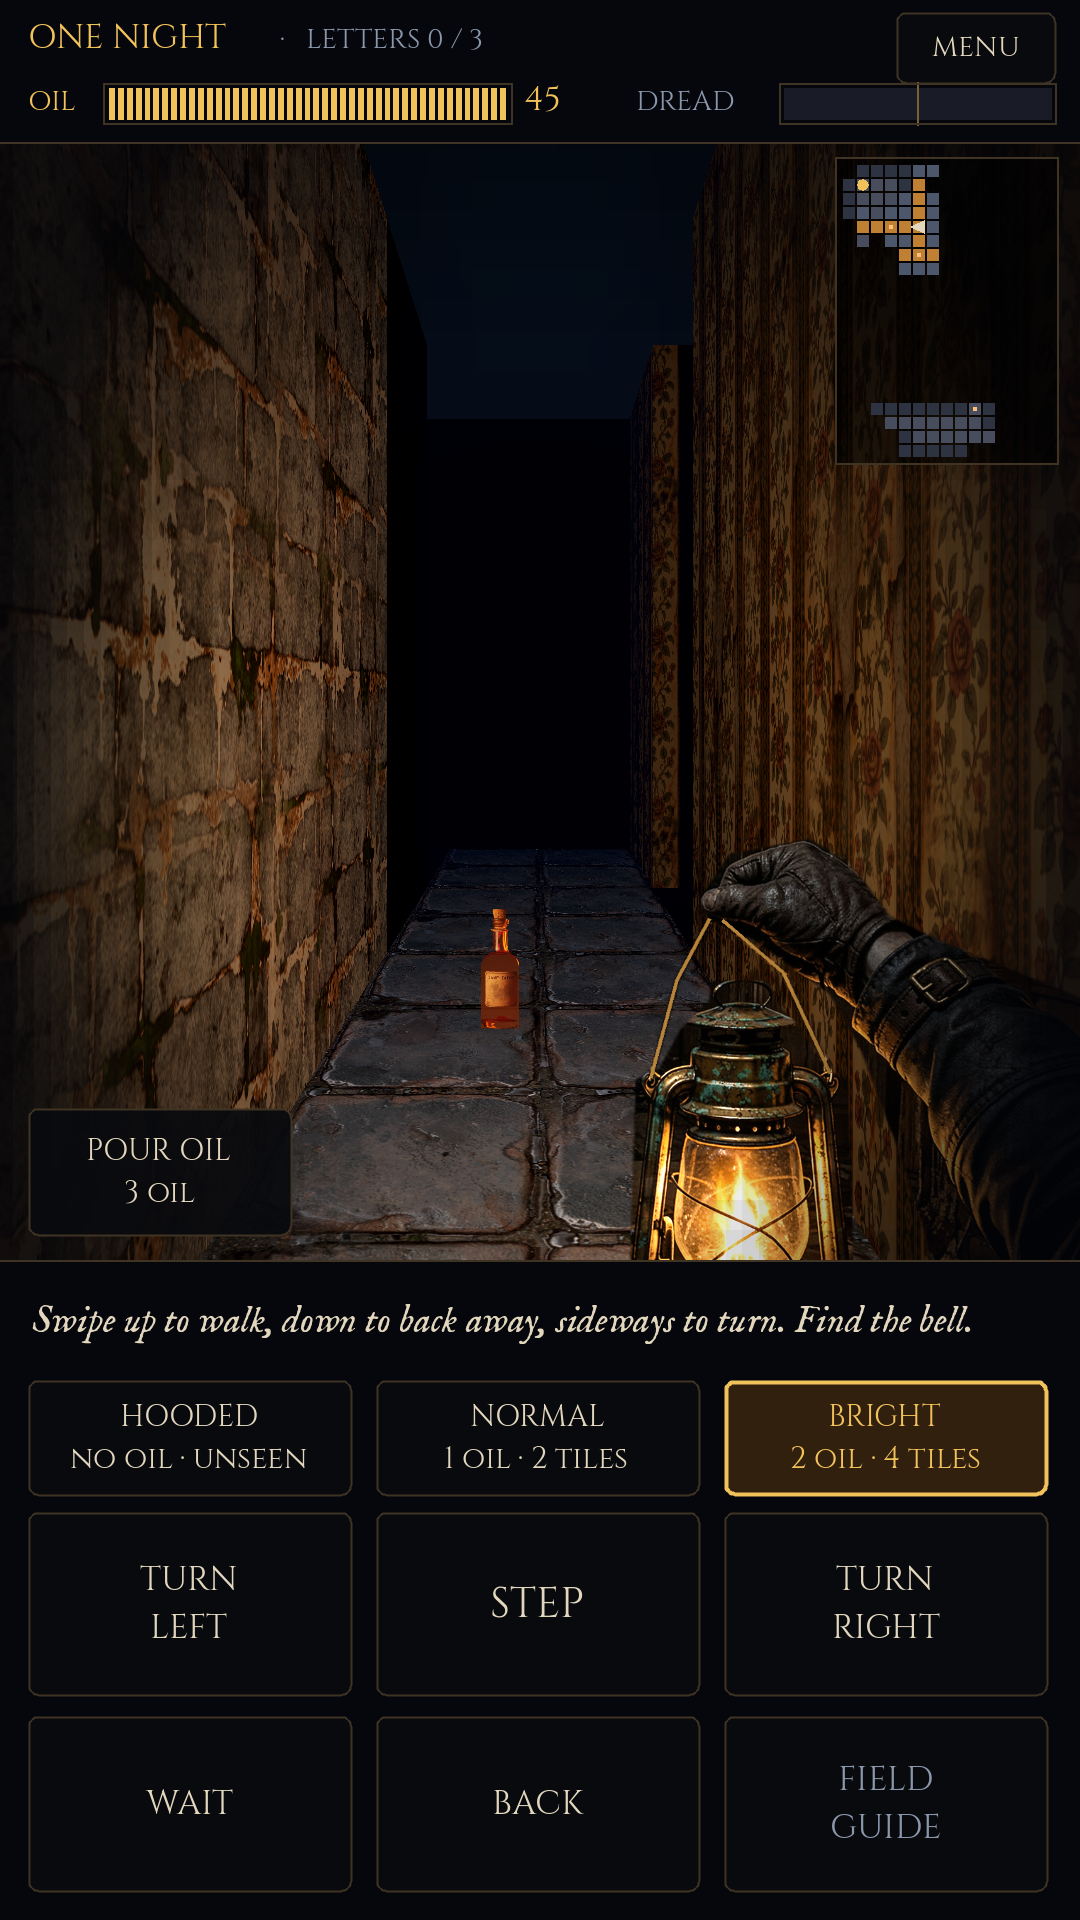 ONE NIGHT · LETTERS 0 / 3
MENU
OIL 45 DREAD
POUR OIL
3 OIL
Swipe up to walk, down to back away, sideways to turn. Find the bell.
HOODED
NO OIL · UNSEEN
NORMAL
1 OIL · 2 TILES
BRIGHT
2 OIL · 4 TILES
TURN
LEFT
STEP
TURN
RIGHT
WAIT
BACK
FIELD
GUIDE